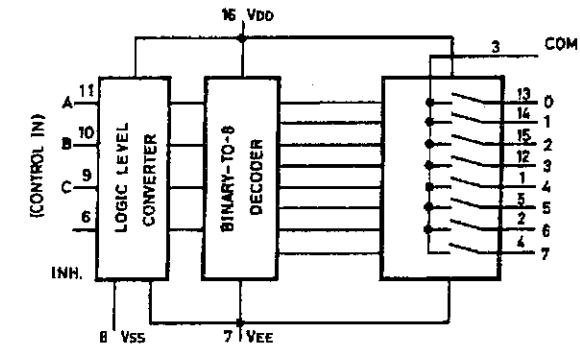 16 VDD
3 COM
11
A
10
B
9
C
6
INH.
(CONTROL IN)
LOGIC LEVEL
CONVERTER
BINARY-TO-8
DECODER
13 0
14 1
15 2
12 3
1 4
5 5
2 6
4 7
8 VSS
7 VEE